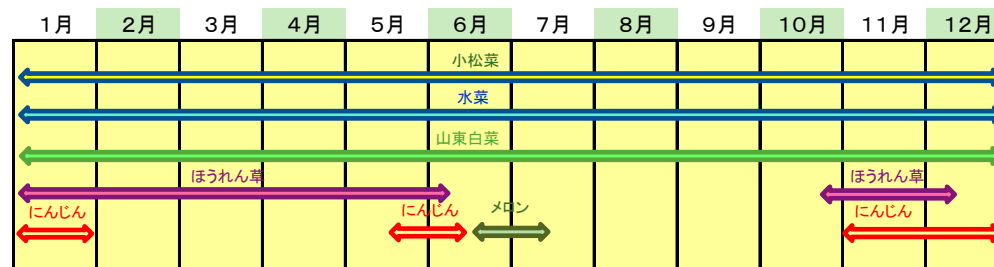 1月 2月 3月 4月 5月 6月 7月 8月 9月 10月 11月 12月
小松菜
水菜
山東白菜
ほうれん草 ほうれん草
にんじん にんじん メロン にんじん